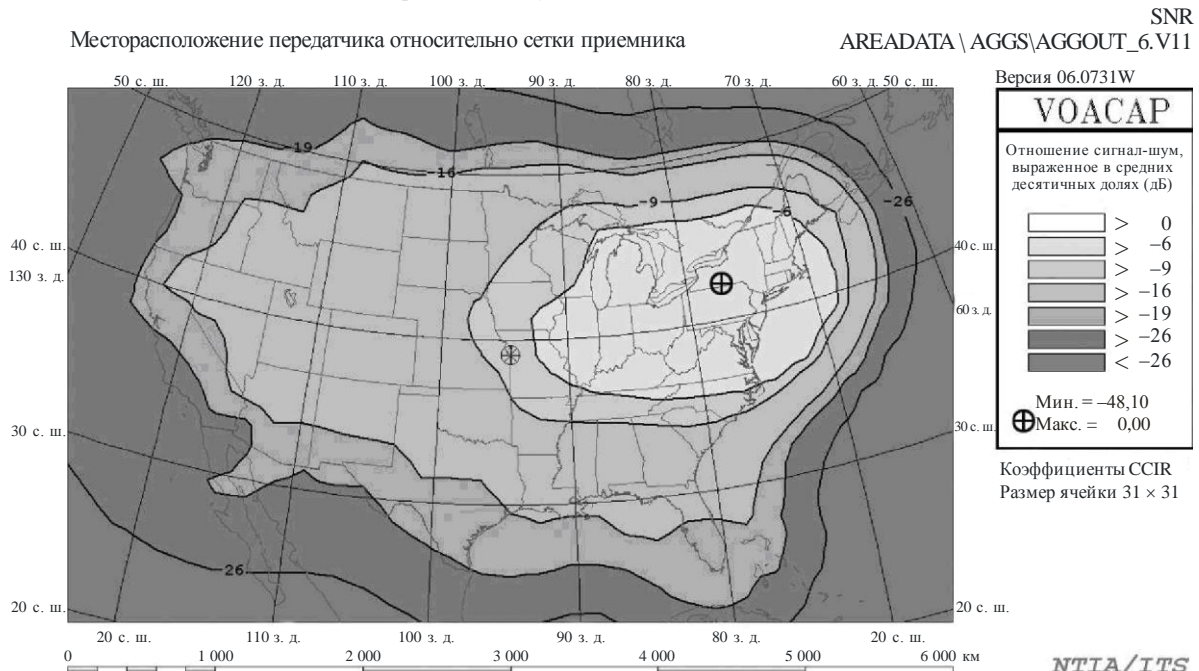 SNR
Месторасположение передатчика относительно сетки приемника
AREADATA \ AGGS\AGGOUT_6.V11
50 с. ш. 120 з. д. 110 з. д. 100 з. д. 90 з. д. 80 з. д. 70 з. д. 60 з. д. 50 с. ш.
Версия 06.0731W
VOACAP
Отношение сигнал-шум,
выраженное в средних
десятичных долях (дБ)
> 0
> –6
> –9
> –16
> –19
> –26
< –26
Мин. = –48,10
Макс. = 0,00
Коэффициенты CCIR
Размер ячейки 31 × 31
-19
-16
-9
-6
-26
-26
40 с. ш.
130 з. д.
30 с. ш.
20 с. ш.
40 с. ш.
60 з. д.
30 с. ш.
20 с. ш.
20 с. ш. 110 з. д. 100 з. д. 90 з. д. 80 з. д. 20 с. ш.
0 1 000 2 000 3 000 4 000 5 000 6 000 км
NTIA/ITS